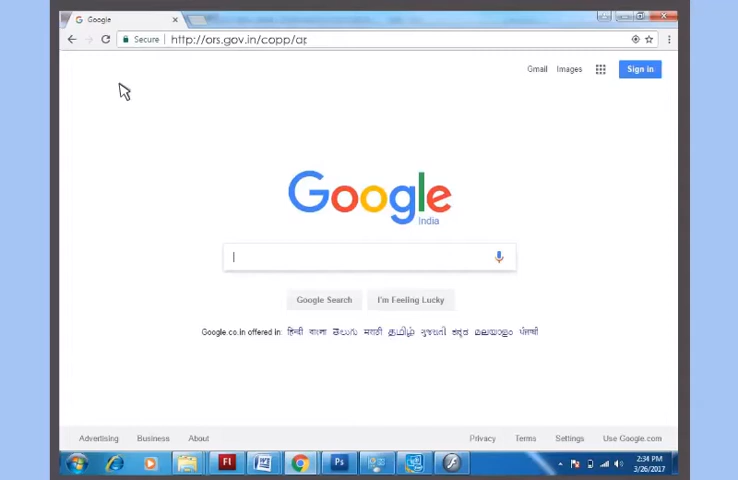 Google
Secure http://ors.gov.in/copp/ap
Gmail Images Sign in
Google
India
Google Search I'm Feeling Lucky
Google.co.in offered in: हिन्दी বাংলা తెలుగు मराठी தமிழ் ગુજરાતી ಕನ್ನಡ മലയാളം ਪੰਜਾਬੀ
Advertising Business About Privacy Terms Settings Use Google.com
Fl W Ps
2:34 PM
3/26/2017